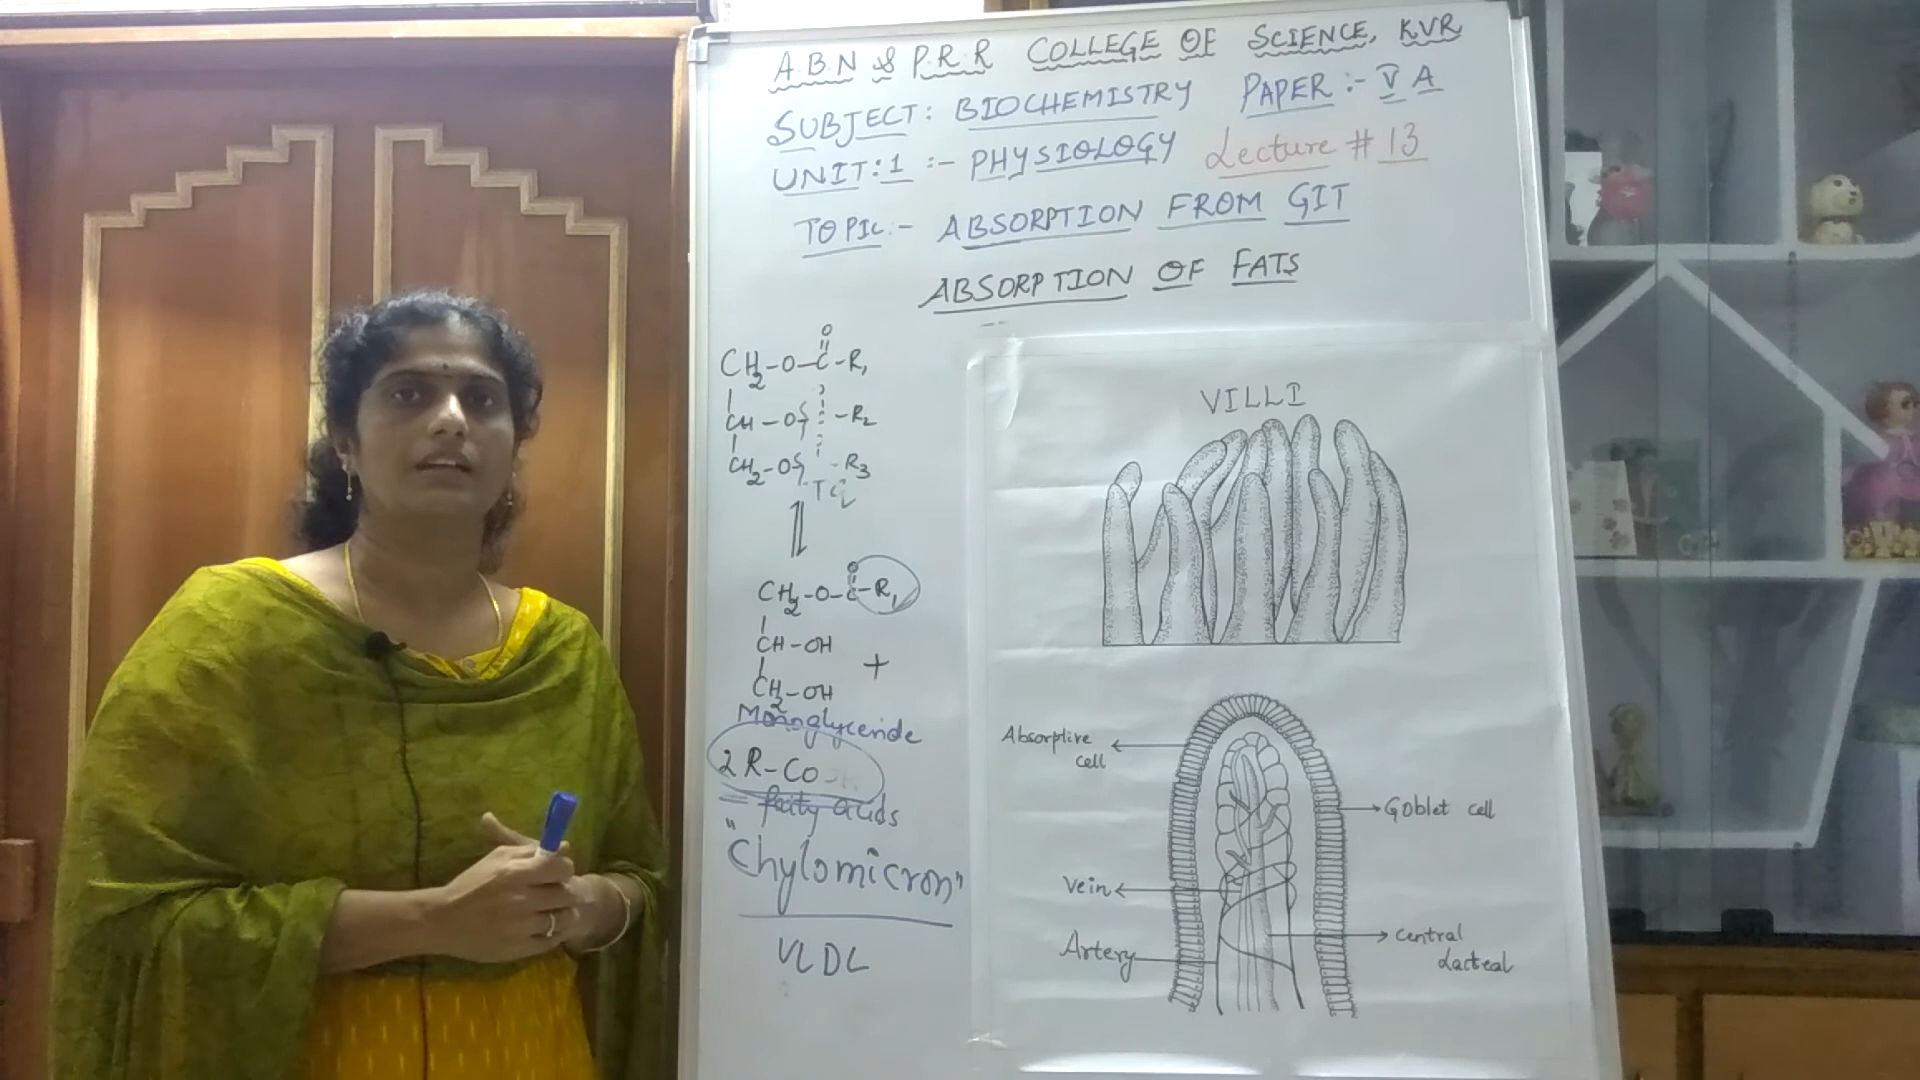 A.B.N & P.R.R COLLEGE OF SCIENCE, KVR
SUBJECT: BIOCHEMISTRY PAPER:- V A
UNIT:1 :- PHYSIOLOGY Lecture # 13
TOPIC:- ABSORPTION FROM GIT
ABSORPTION OF FATS
O
CH2-O-C-R1
CH-O -R2
CH2-O -R3
TG
O
CH2-O-C-R1
CH-OH
+
CH2-OH
Monoglyceride
2 R-CO
fatty acids
"Chylomicron"
VLDL
VILLI
Absorptive
cell
Goblet cell
Vein
Artery
Central
Lacteal